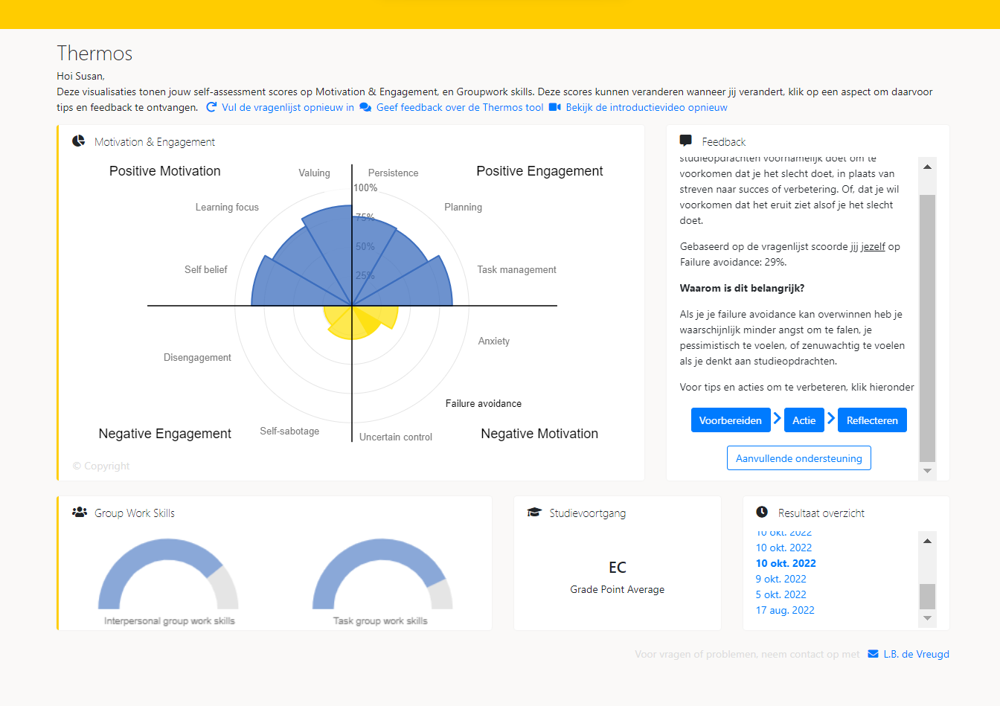 Thermos
Hoi Susan,
Deze visualisaties tonen jouw self-assessment scores op Motivation & Engagement, en Groupwork skills. Deze scores kunnen veranderen wanneer jij verandert, klik op een aspect om daarvoor
tips en feedback te ontvangen. Vul de vragenlijst opnieuw in Geef feedback over de Thermos tool Bekijk de introductievideo opnieuw
Motivation & Engagement
Positive Motivation
Valuing
Persistence
Positive Engagement
100%
Learning focus
Planning
75%
50%
Self belief
Task management
25%
Disengagement
Anxiety
Failure avoidance
Negative Engagement
Self-sabotage
Uncertain control
Negative Motivation
© Copyright
Feedback
studieopdrachten voornamelijk doet om te
voorkomen dat je het slecht doet, in plaats van
streven naar succes of verbetering. Of, dat je wil
voorkomen dat het eruit ziet alsof je het slecht
doet.
Gebaseerd op de vragenlijst scoorde jij jezelf op
Failure avoidance: 29%.
Waarom is dit belangrijk?
Als je je failure avoidance kan overwinnen heb je
waarschijnlijk minder angst om te falen, je
pessimistisch te voelen, of zenuwachtig te voelen
als je denkt aan studieopdrachten.
Voor tips en acties om te verbeteren, klik hieronder
Voorbereiden Actie Reflecteren
Aanvullende ondersteuning
Group Work Skills
Interpersonal group work skills
Task group work skills
Studievoortgang
EC
Grade Point Average
Resultaat overzicht
10 okt. 2022
10 okt. 2022
10 okt. 2022
9 okt. 2022
5 okt. 2022
17 aug. 2022
Voor vragen of problemen, neem contact op met L.B. de Vreugd